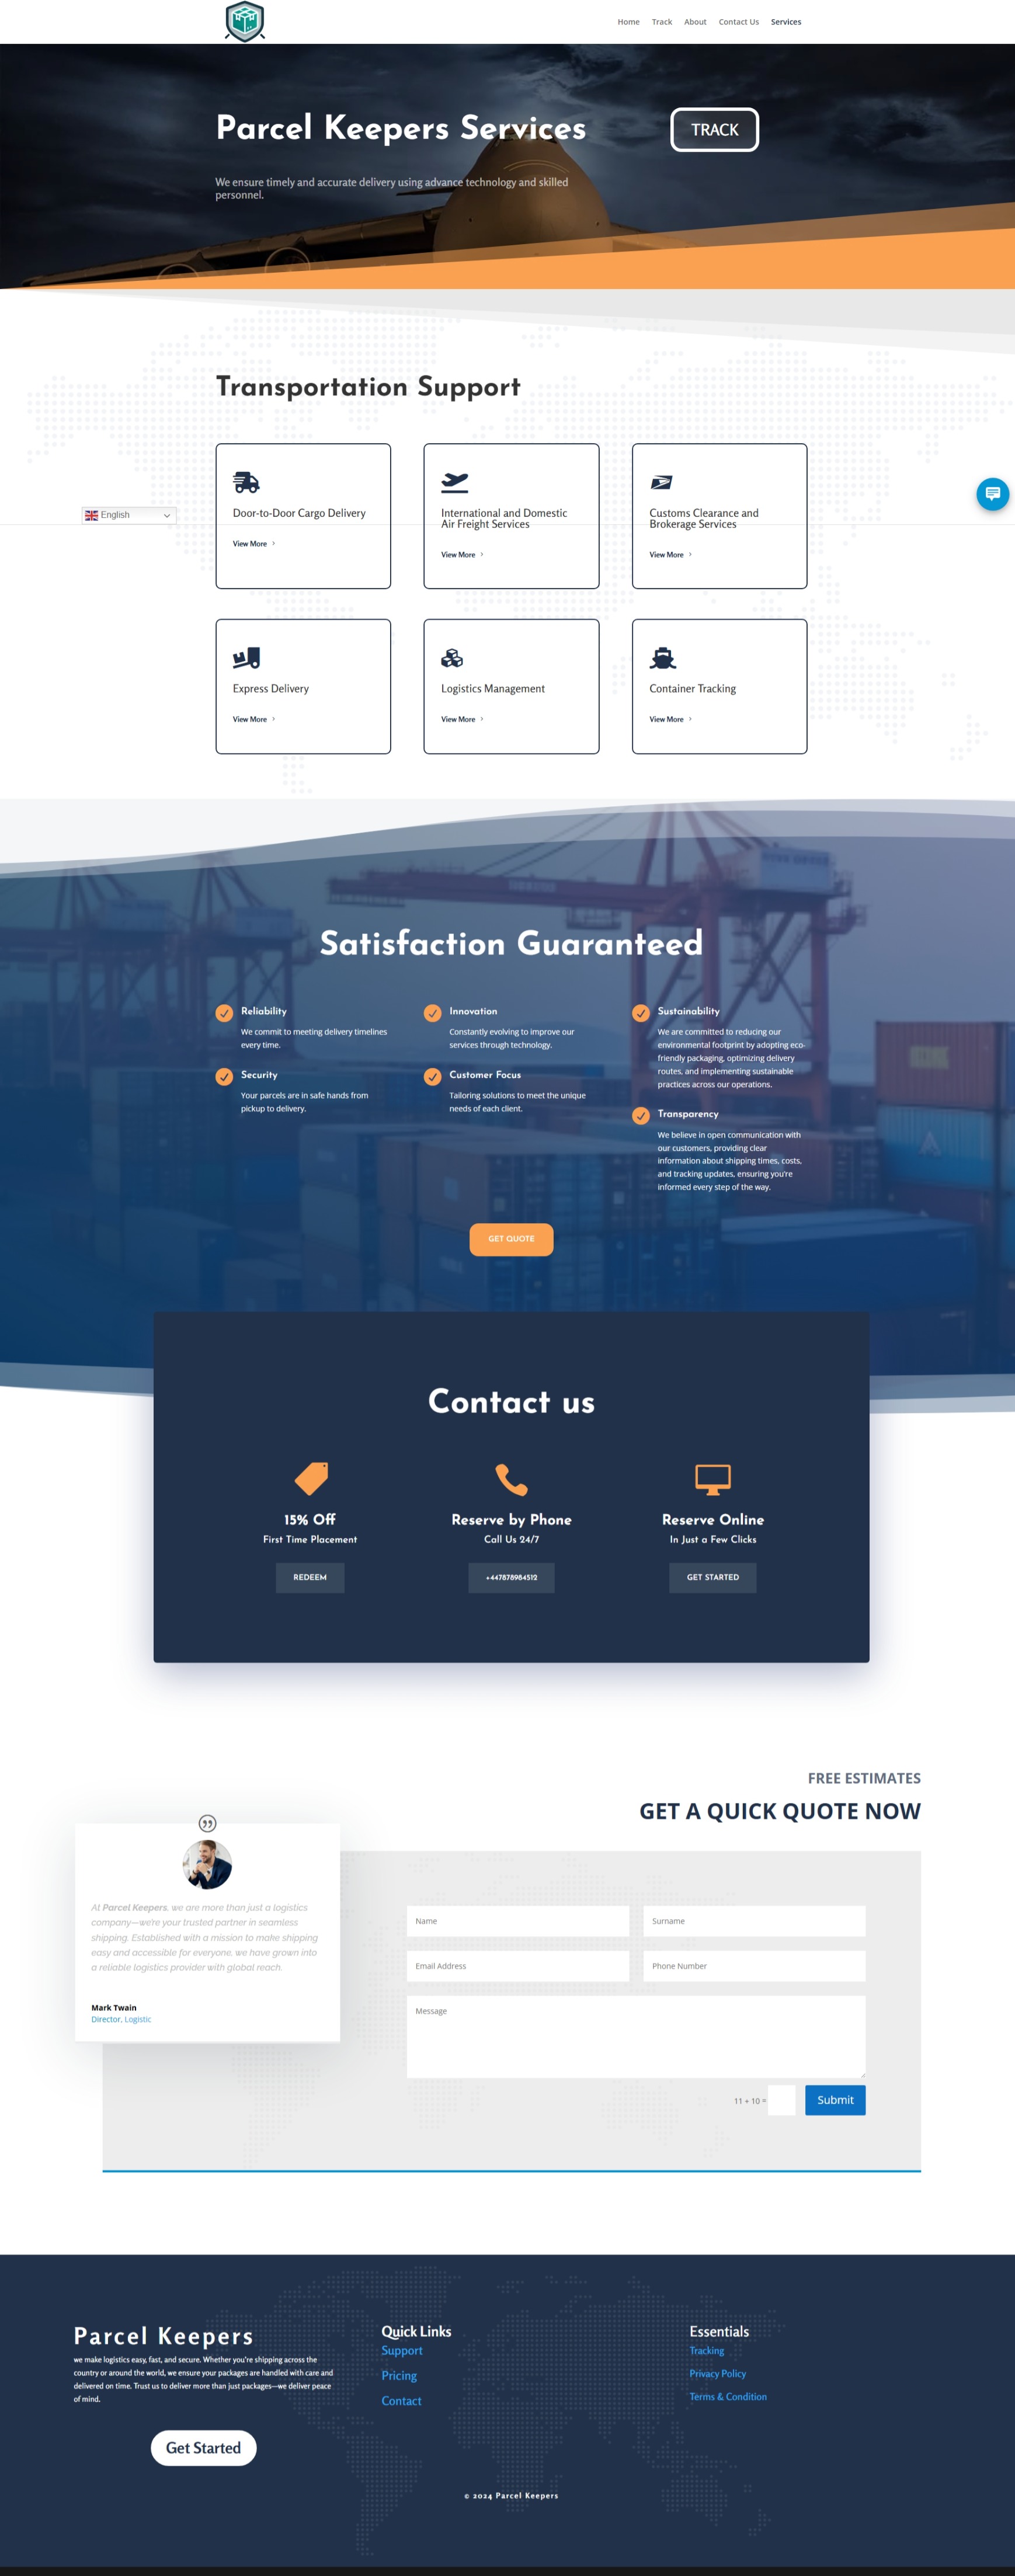 Home Track About Contact Us Services
Parcel Keepers Services
TRACK
We ensure timely and accurate delivery using advance technology and skilled
personnel.
Transportation Support
Door-to-Door Cargo Delivery
View More
International and Domestic
Air Freight Services
View More
Customs Clearance and
Brokerage Services
View More
English
Express Delivery
View More
Logistics Management
View More
Container Tracking
View More
Satisfaction Guaranteed
Reliability
We commit to meeting delivery timelines
every time.
Security
Your parcels are in safe hands from
pickup to delivery.
Innovation
Constantly evolving to improve our
services through technology.
Customer Focus
Tailoring solutions to meet the unique
needs of each client.
Sustainability
We are committed to reducing our
environmental footprint by adopting eco-
friendly packaging, optimizing delivery
routes, and implementing sustainable
practices across our operations.
Transparency
We believe in open communication with
our customers, providing clear
information about shipping times, costs,
and tracking updates, ensuring you're
informed every step of the way.
GET QUOTE
Contact us
15% Off
First Time Placement
REDEEM
Reserve by Phone
Call Us 24/7
+447878984512
Reserve Online
In Just a Few Clicks
GET STARTED
FREE ESTIMATES
GET A QUICK QUOTE NOW
At Parcel Keepers, we are more than just a logistics
company—we're your trusted partner in seamless
shipping. Established with a mission to make shipping
easy and accessible for everyone, we have grown into
a reliable logistics provider with global reach.
Mark Twain
Director, Logistic
Name
Surname
Email Address
Phone Number
Message
11 + 10 =
Submit
Parcel Keepers
we make logistics easy, fast, and secure. Whether you're shipping across the
country or around the world, we ensure your packages are handled with care and
delivered on time. Trust us to deliver more than just packages—we deliver peace
of mind.
Get Started
Quick Links
Support
Pricing
Contact
Essentials
Tracking
Privacy Policy
Terms & Condition
© 2024 Parcel Keepers